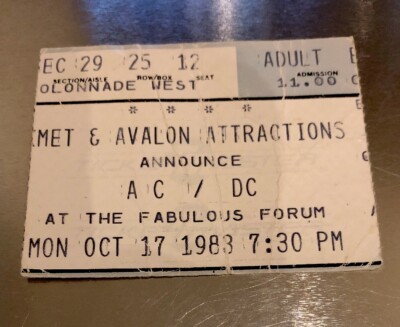 EC 29 25 12 ADULT
SECTION/AISLE ROW/BOX SEAT ADMISSION
OLONNADE WEST 11.00
* * * * *
MET & AVALON ATTRACTIONS
ANNOUNCE
AC / DC
AT THE FABULOUS FORUM
MON OCT 17 1983 7:30 PM